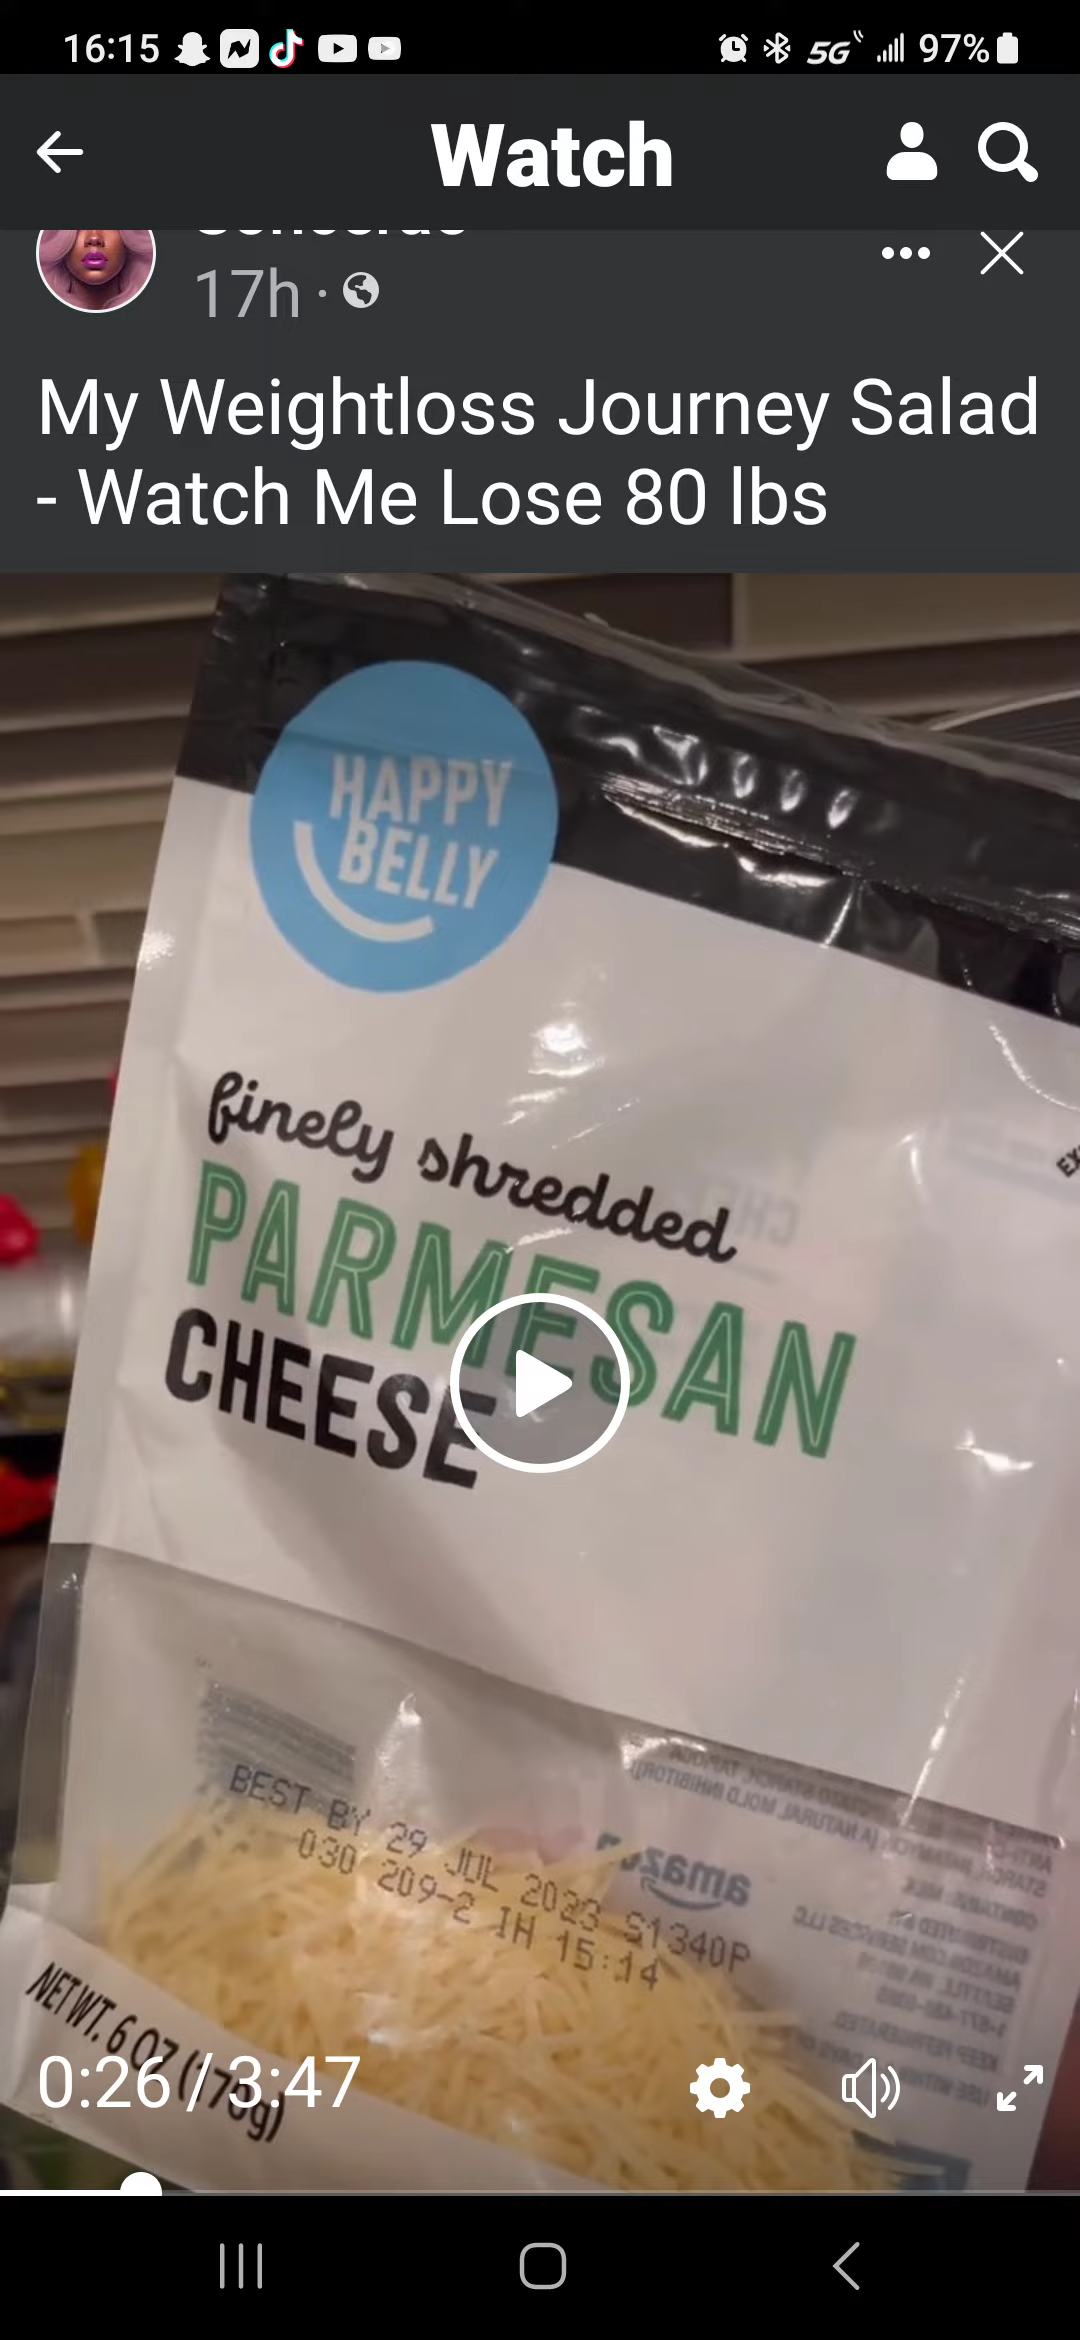 16:15
5G 97%
Watch
17h ·
My Weightloss Journey Salad
- Watch Me Lose 80 lbs
HAPPY
BELLY
finely shredded
PARMESAN
CHEESE
BEST BY 29 JUL 2023 S1340P
030 209-2 IH 15:14
amazon
NET WT. 6 OZ (170g)
0:26 / 3:47